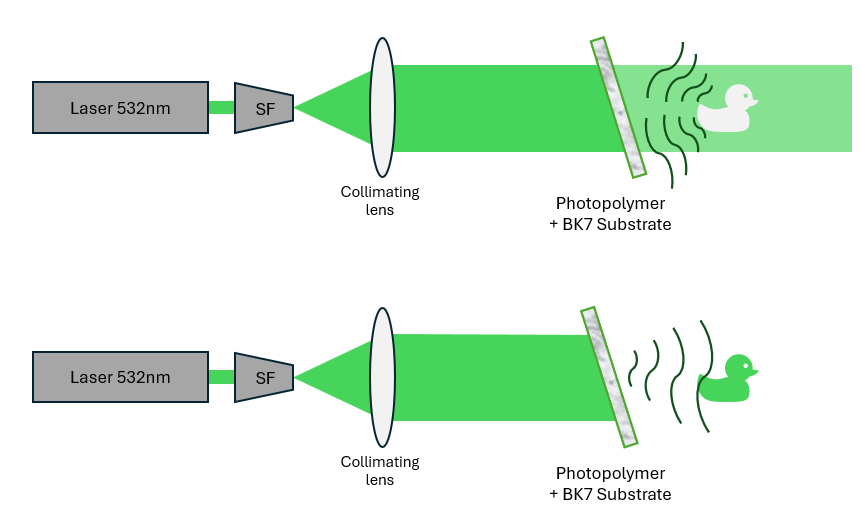 Laser 532nm
SF
Collimating
lens
Photopolymer
+ BK7 Substrate
Laser 532nm
SF
Collimating
lens
Photopolymer
+ BK7 Substrate